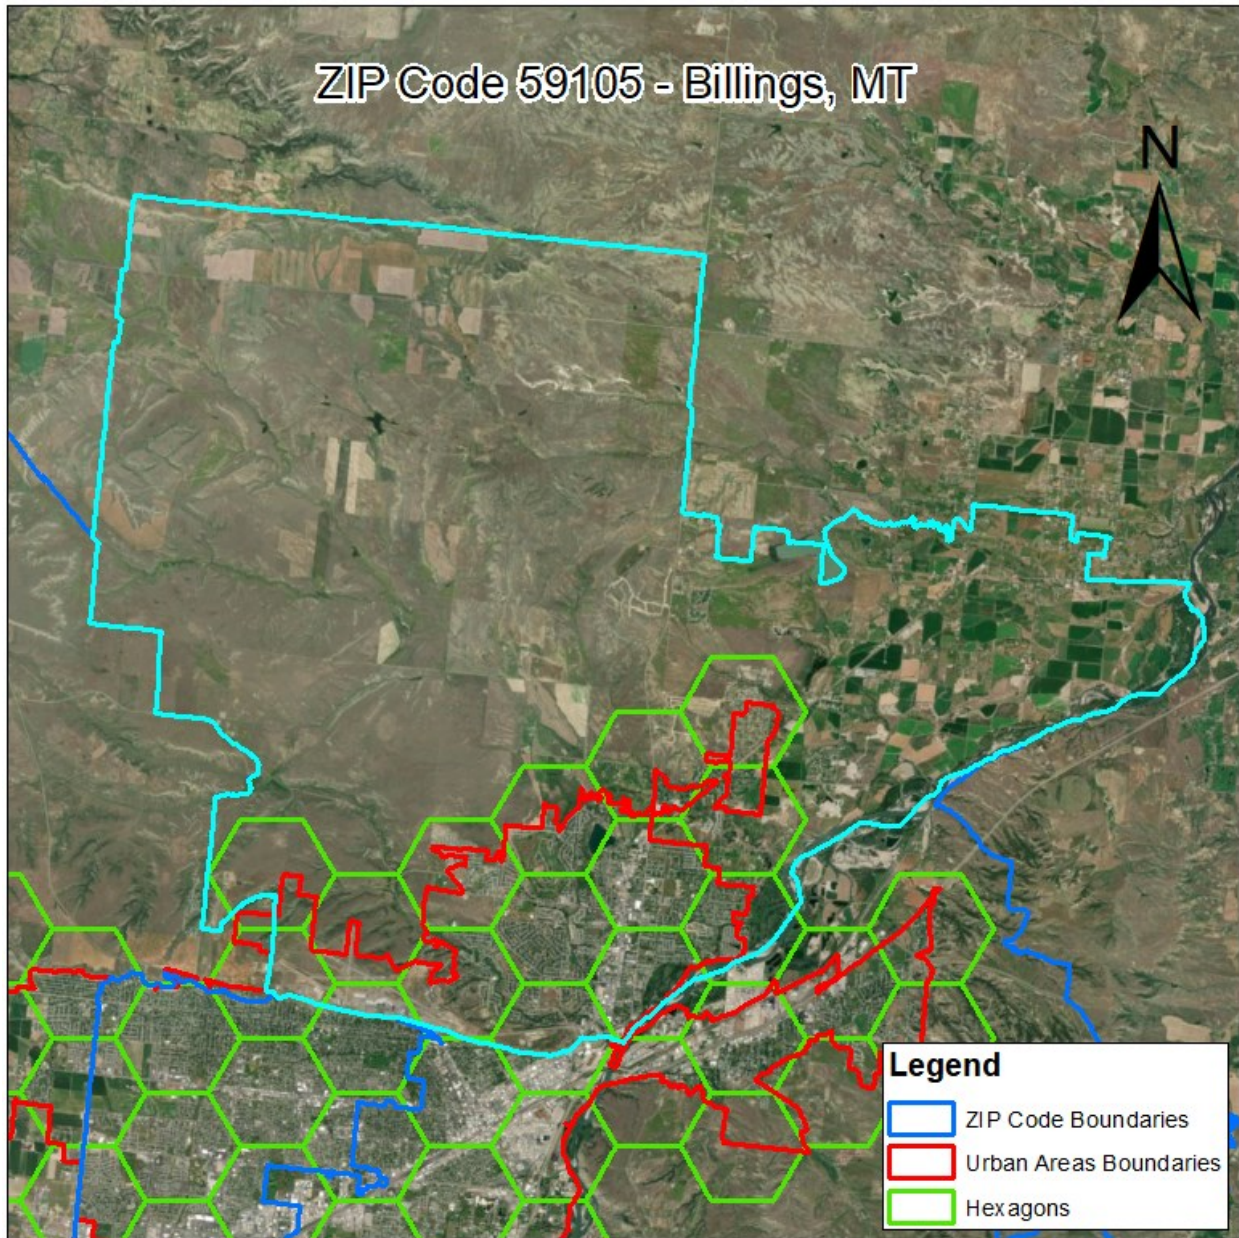 ZIP Code 59105 - Billings, MT
N
Legend
ZIP Code Boundaries
Urban Areas Boundaries
Hexagons